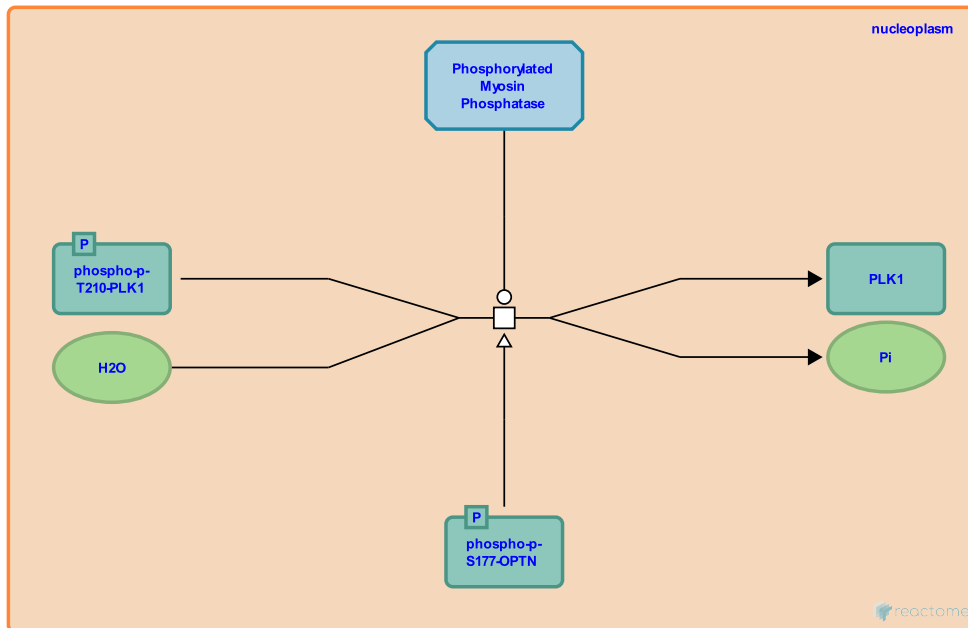 nucleoplasm
Phosphorylated
Myosin
Phosphatase
P
phospho-p-
T210-PLK1
PLK1
H2O
Pi
P
phospho-p-
S177-OPTN
reactome